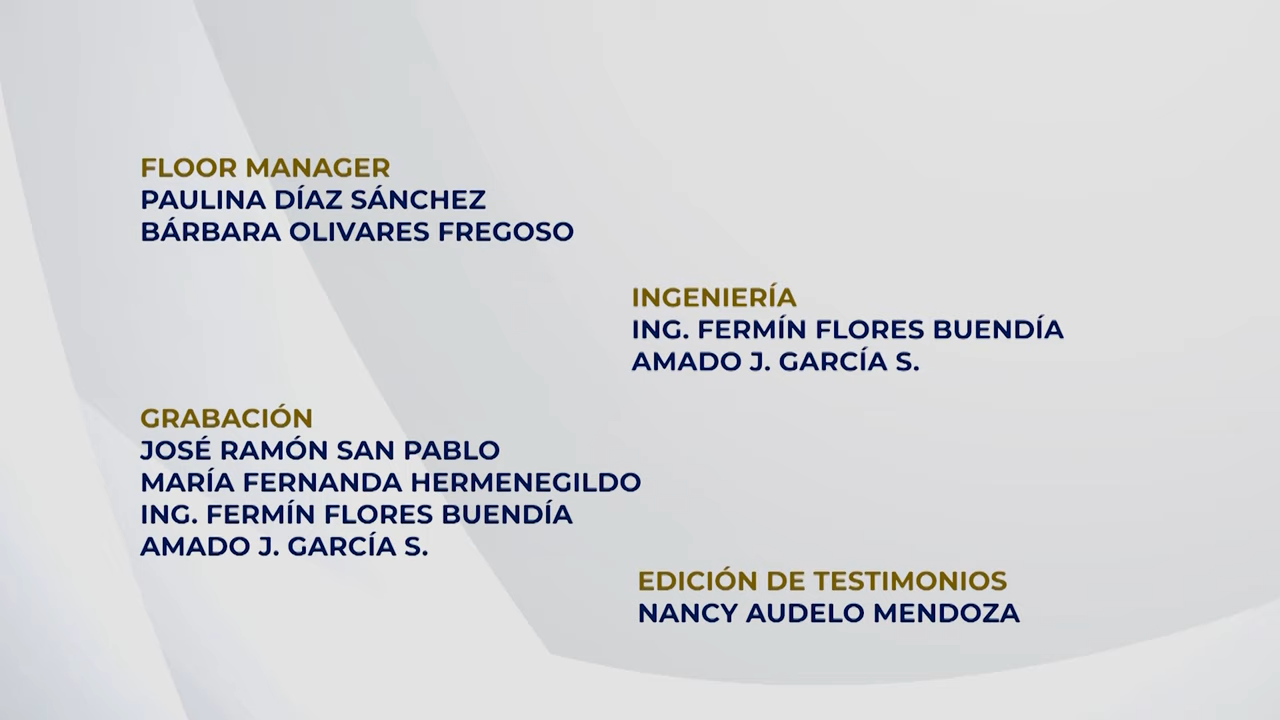 FLOOR MANAGER
PAULINA DÍAZ SÁNCHEZ
BÁRBARA OLIVARES FREGOSO
INGENIERÍA
ING. FERMÍN FLORES BUENDÍA
AMADO J. GARCÍA S.
GRABACIÓN
JOSÉ RAMÓN SAN PABLO
MARÍA FERNANDA HERMENEGILDO
ING. FERMÍN FLORES BUENDÍA
AMADO J. GARCÍA S.
EDICIÓN DE TESTIMONIOS
NANCY AUDELO MENDOZA